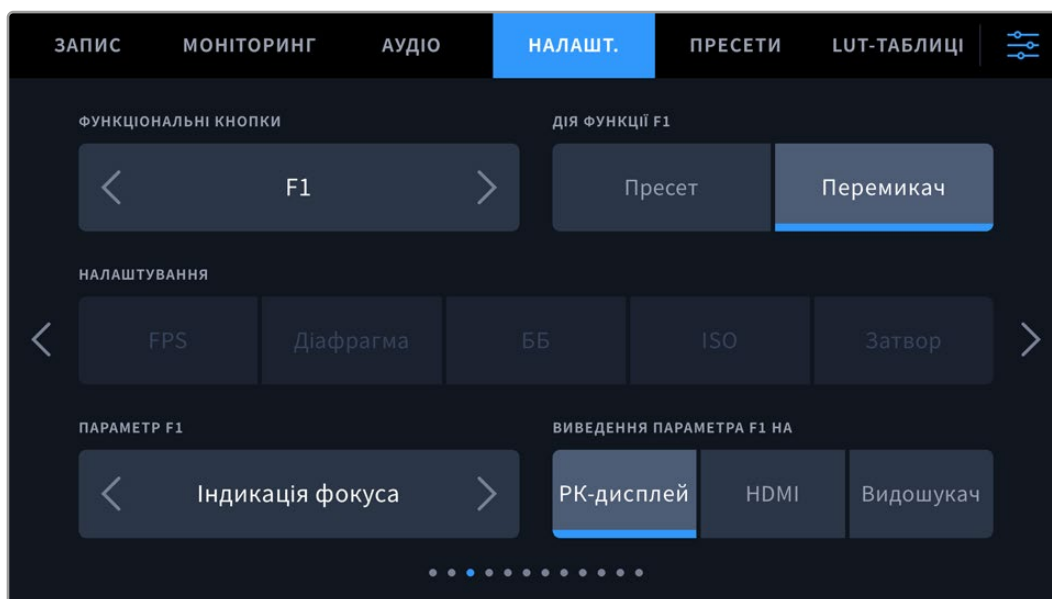 ЗАПИС МОНІТОРИНГ АУДІО НАЛАШТ. ПРЕСЕТИ LUT-ТАБЛИЦІ
ФУНКЦІОНАЛЬНІ КНОПКИ ДІЯ ФУНКЦІЇ F1
F1 Пресет Перемикач
НАЛАШТУВАННЯ
FPS Діафрагма ББ ISO Затвор
ПАРАМЕТР F1 ВИВЕДЕННЯ ПАРАМЕТРА F1 НА
Індикація фокуса РК-дисплей HDMI Видошукач